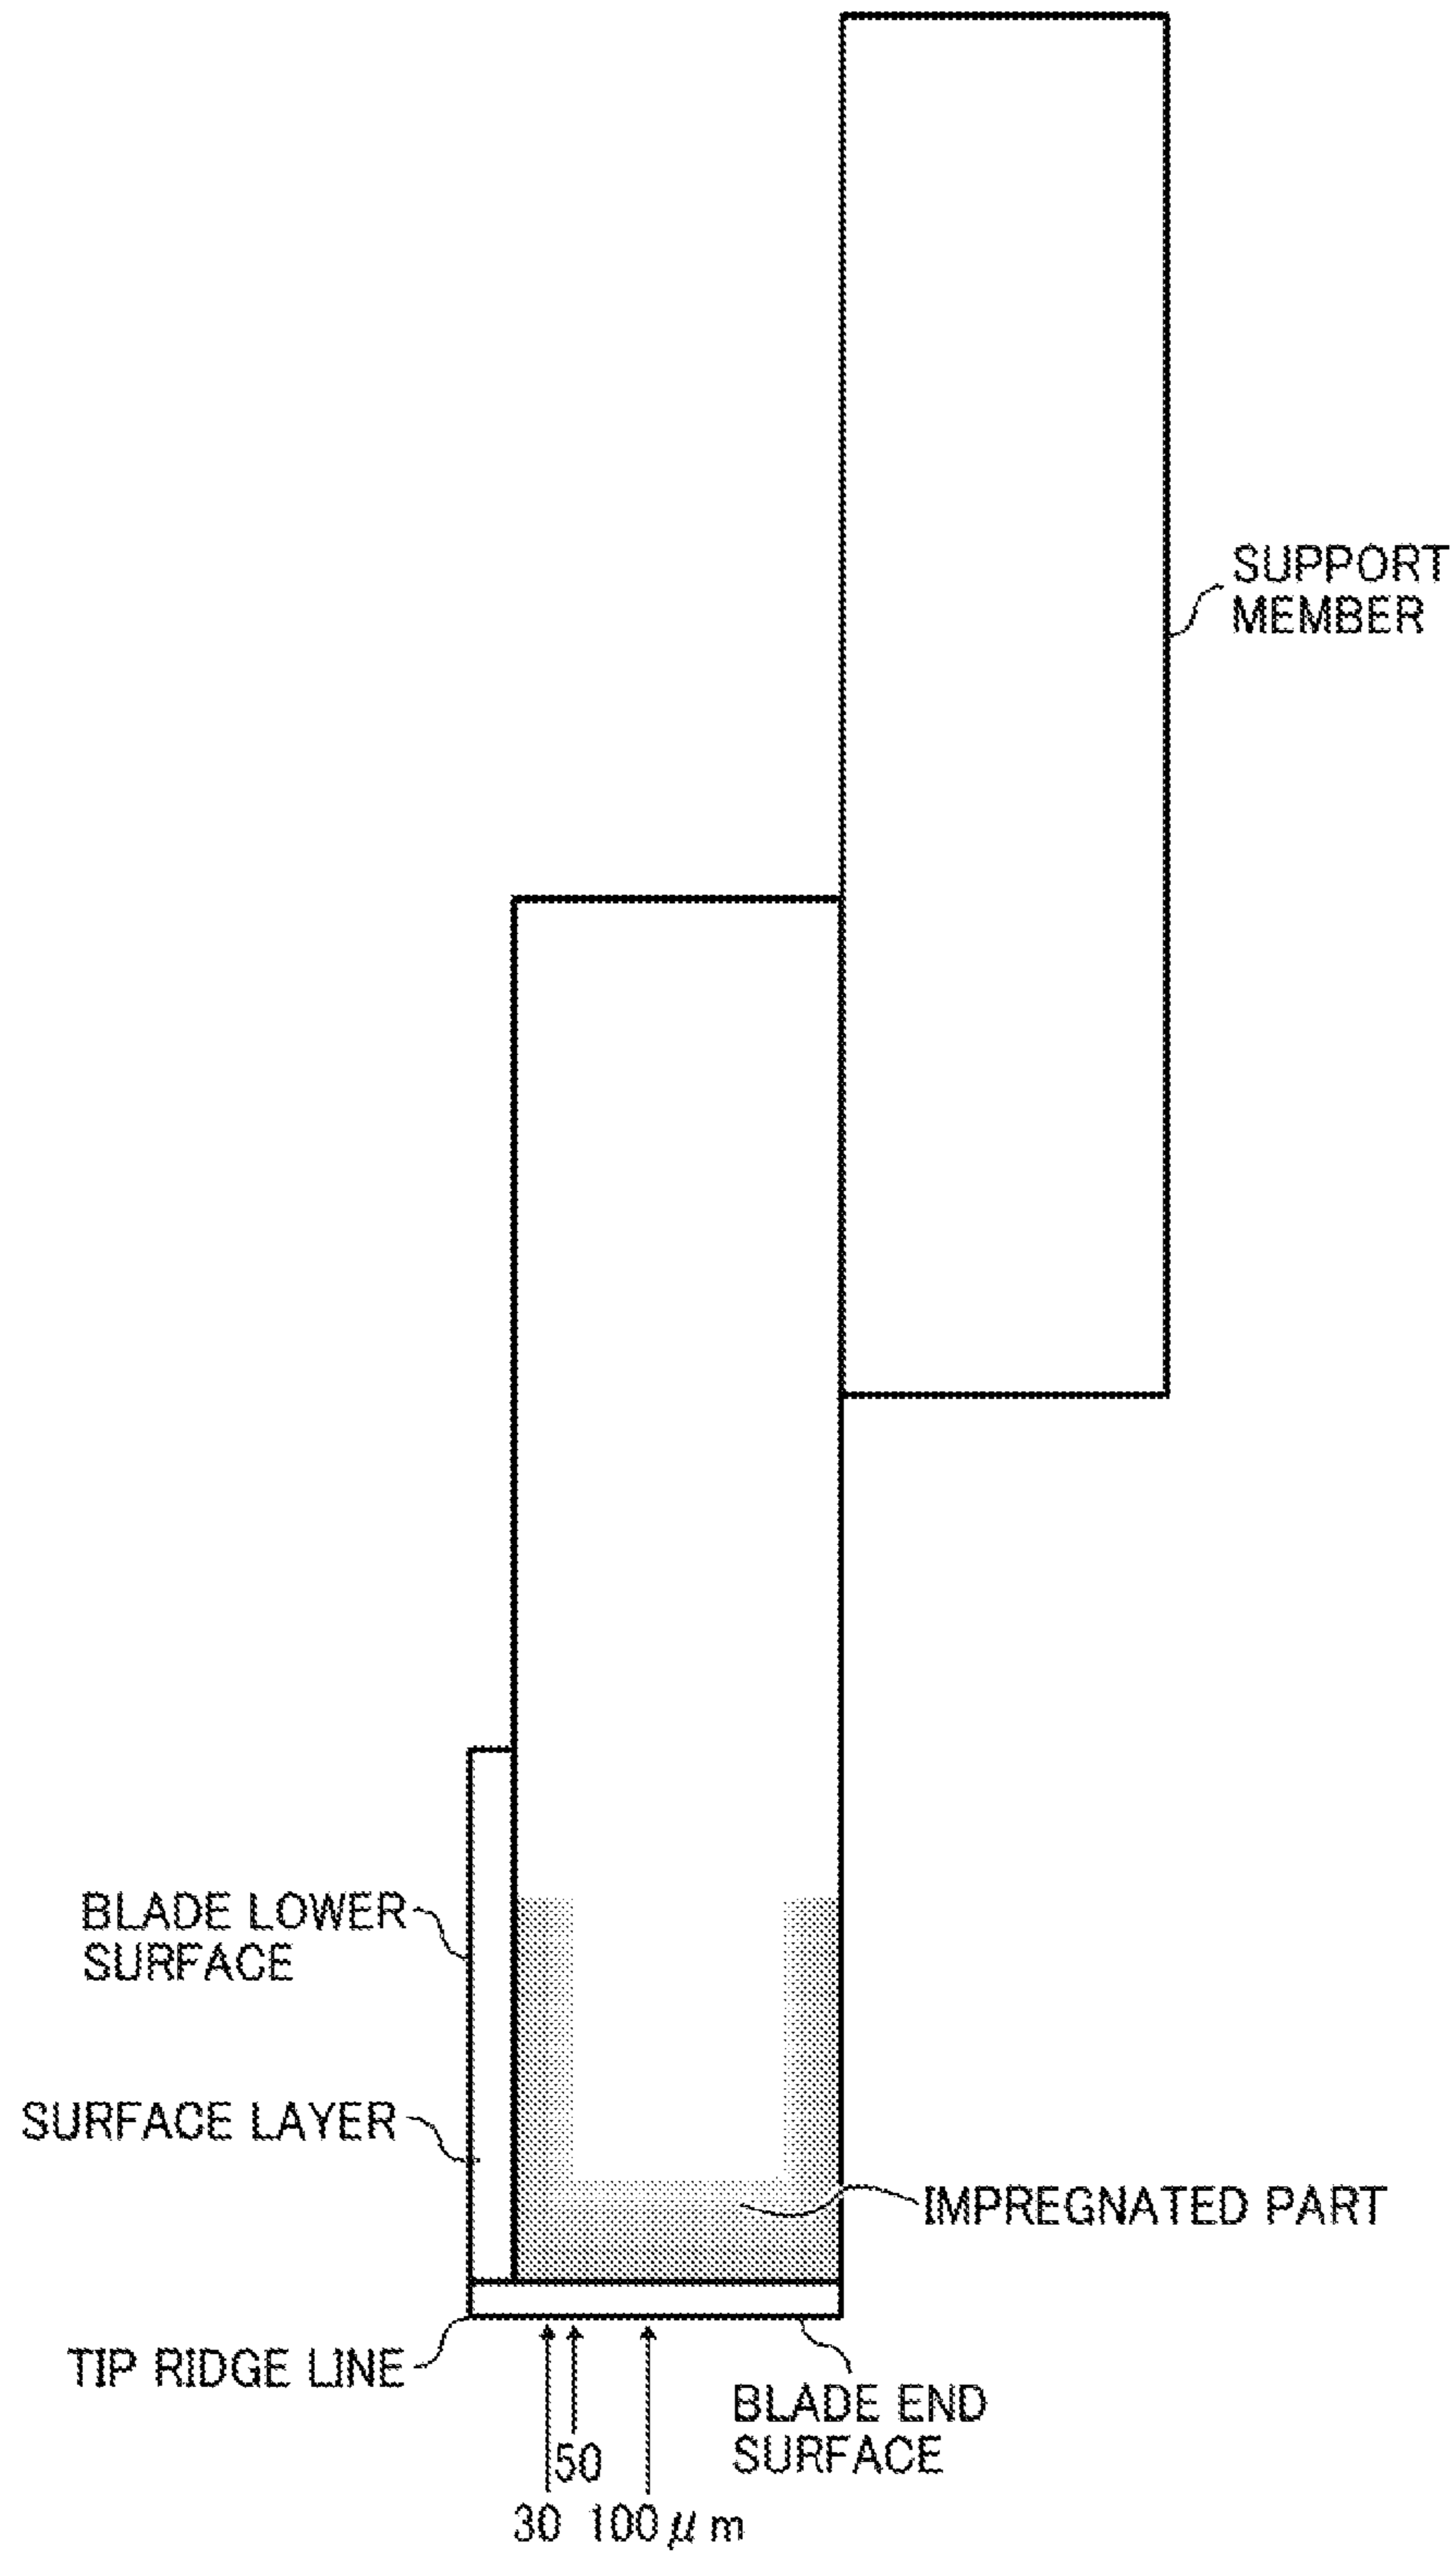 SUPPORT
MEMBER
BLADE LOWER
SURFACE
SURFACE LAYER
IMPREGNATED PART
TIP RIDGE LINE
BLADE END
SURFACE
50
30 100μm